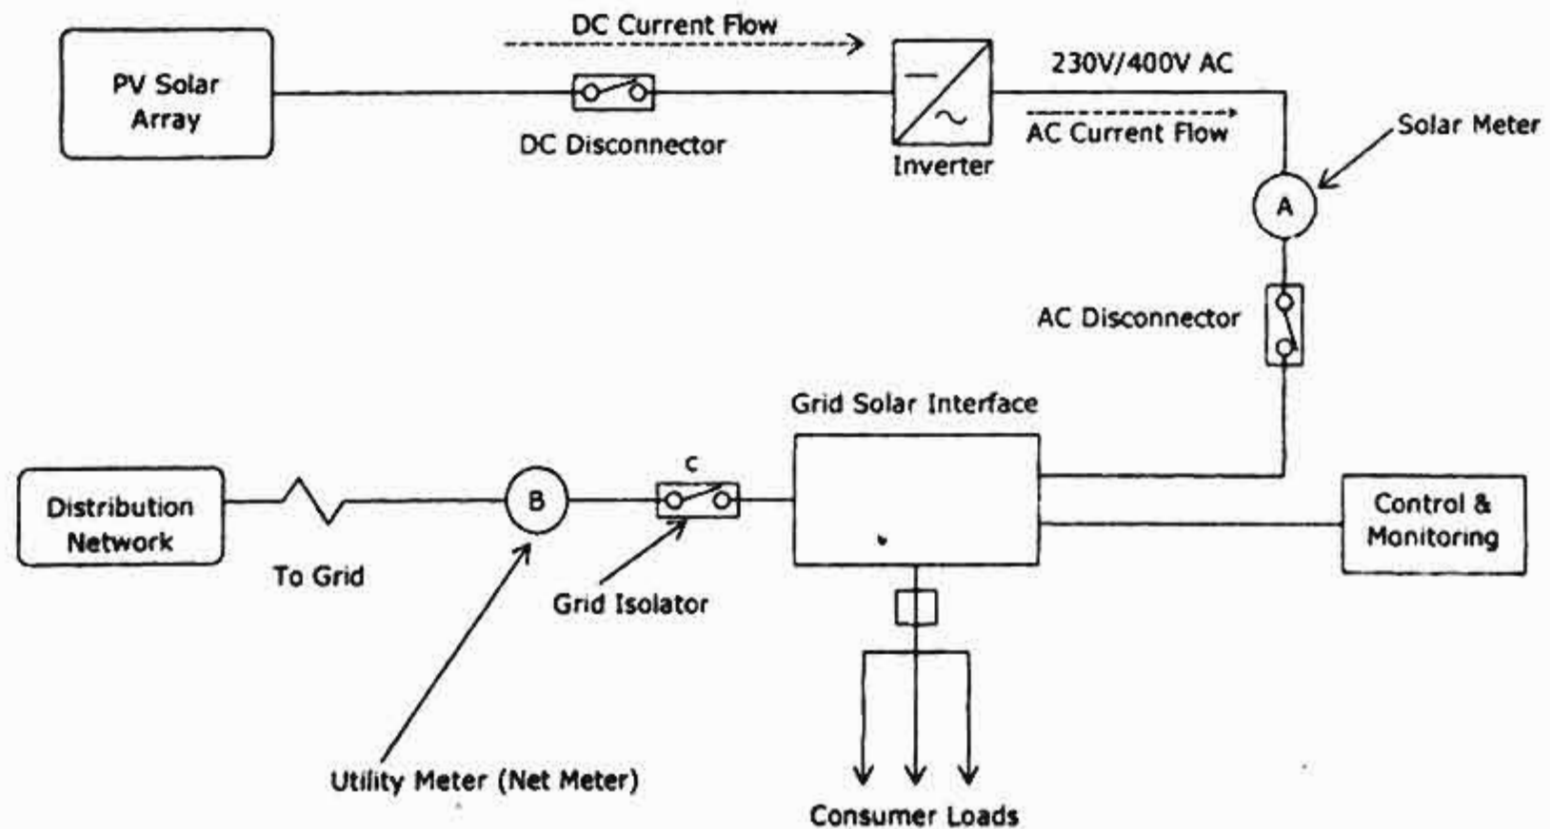 DC Current Flow
PV Solar
Array
DC Disconnector
230V/400V AC
AC Current Flow
Inverter
Solar Meter
A
AC Disconnector
Grid Solar Interface
C
Distribution
Network
B
Control &
Monitoring
To Grid
Grid Isolator
Utility Meter (Net Meter)
Consumer Loads